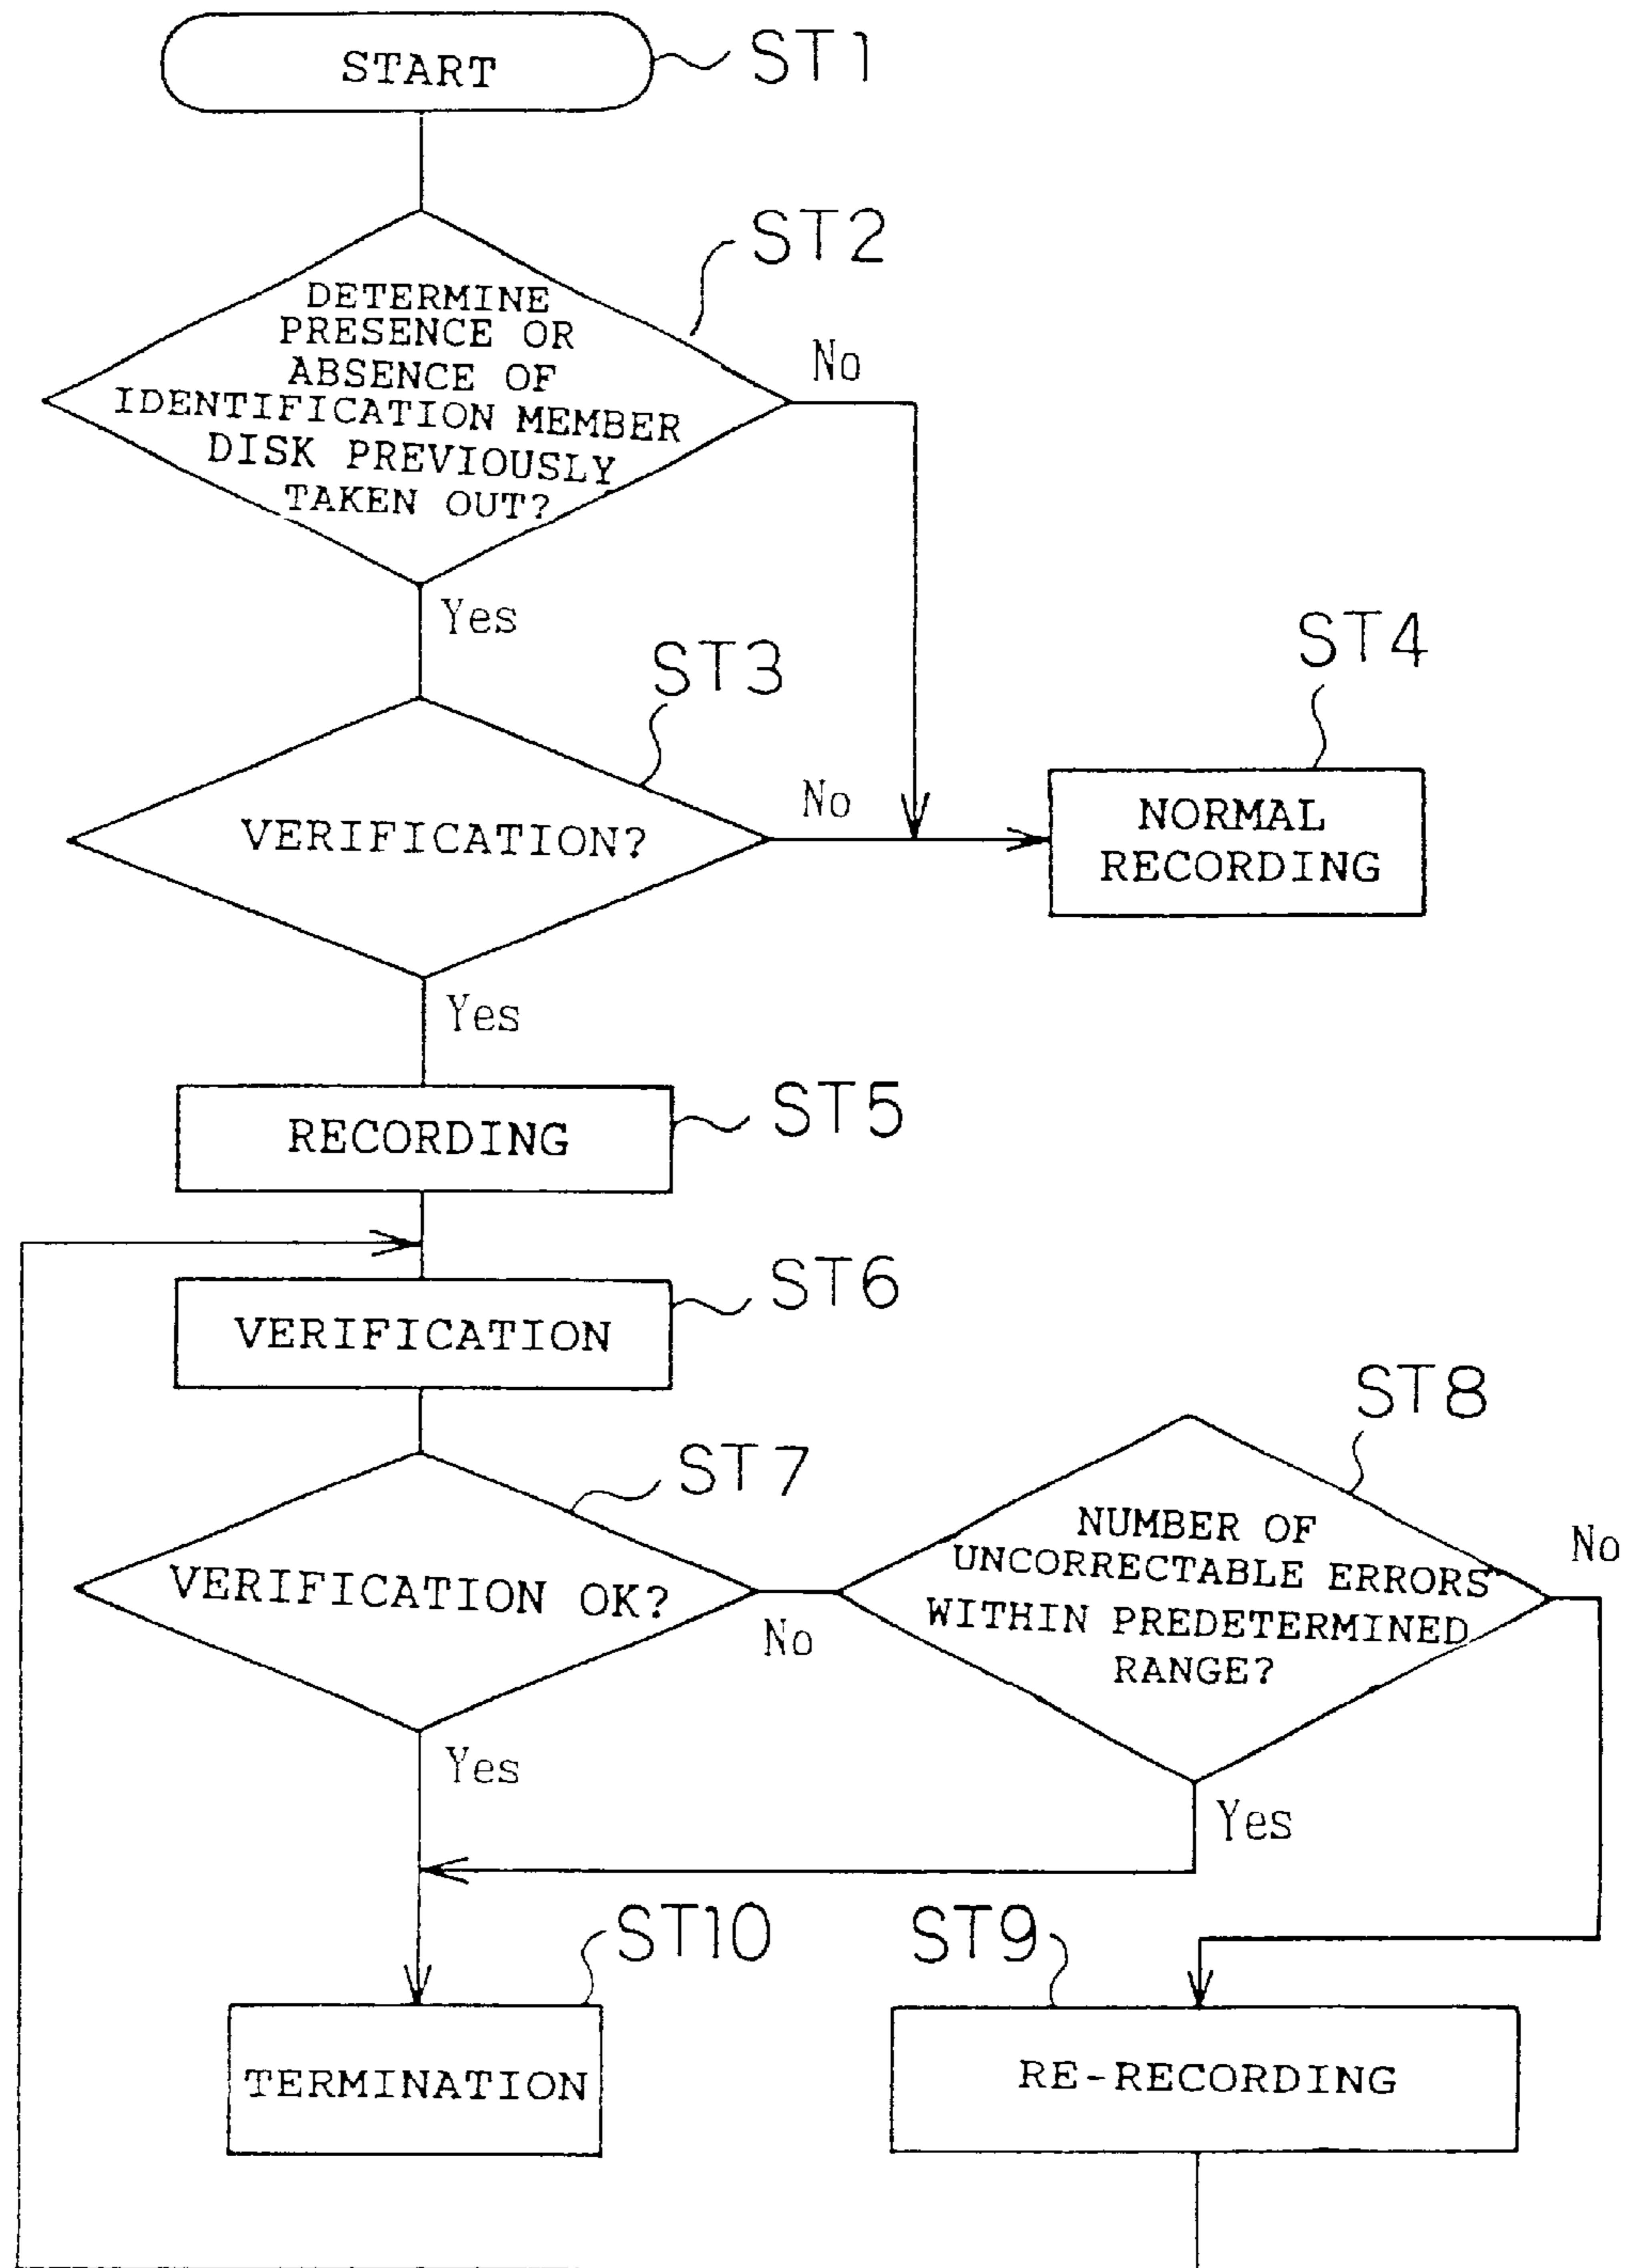 START
ST1
ST2
DETERMINE
PRESENCE OR
ABSENCE OF
IDENTIFICATION MEMBER
DISK PREVIOUSLY
TAKEN OUT?
No
Yes
ST3
ST4
VERIFICATION?
No
NORMAL
RECORDING
Yes
RECORDING
ST5
VERIFICATION
ST6
ST7
ST8
VERIFICATION OK?
No
NUMBER OF
UNCORRECTABLE ERRORS
WITHIN PREDETERMINED
RANGE?
No
Yes
Yes
ST10
ST9
TERMINATION
RE-RECORDING